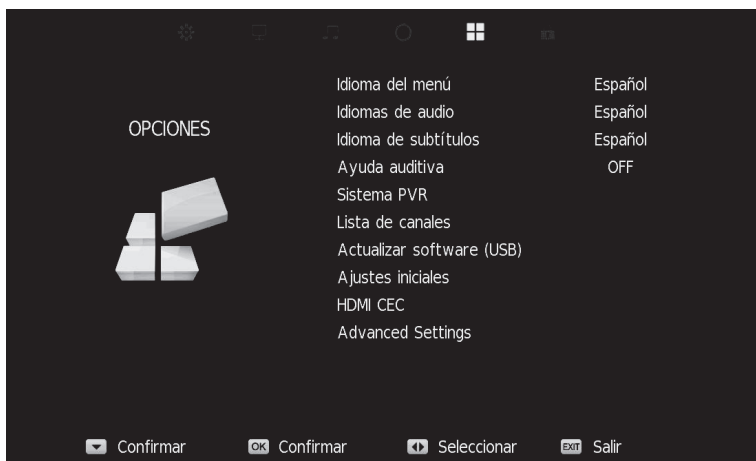 OPCIONES
Idioma del menú Español
Idiomas de audio Español
Idioma de subtítulos Español
Ayuda auditiva OFF
Sistema PVR
Lista de canales
Actualizar software (USB)
Ajustes iniciales
HDMI CEC
Advanced Settings
Confirmar OK Confirmar Seleccionar EXIT Salir